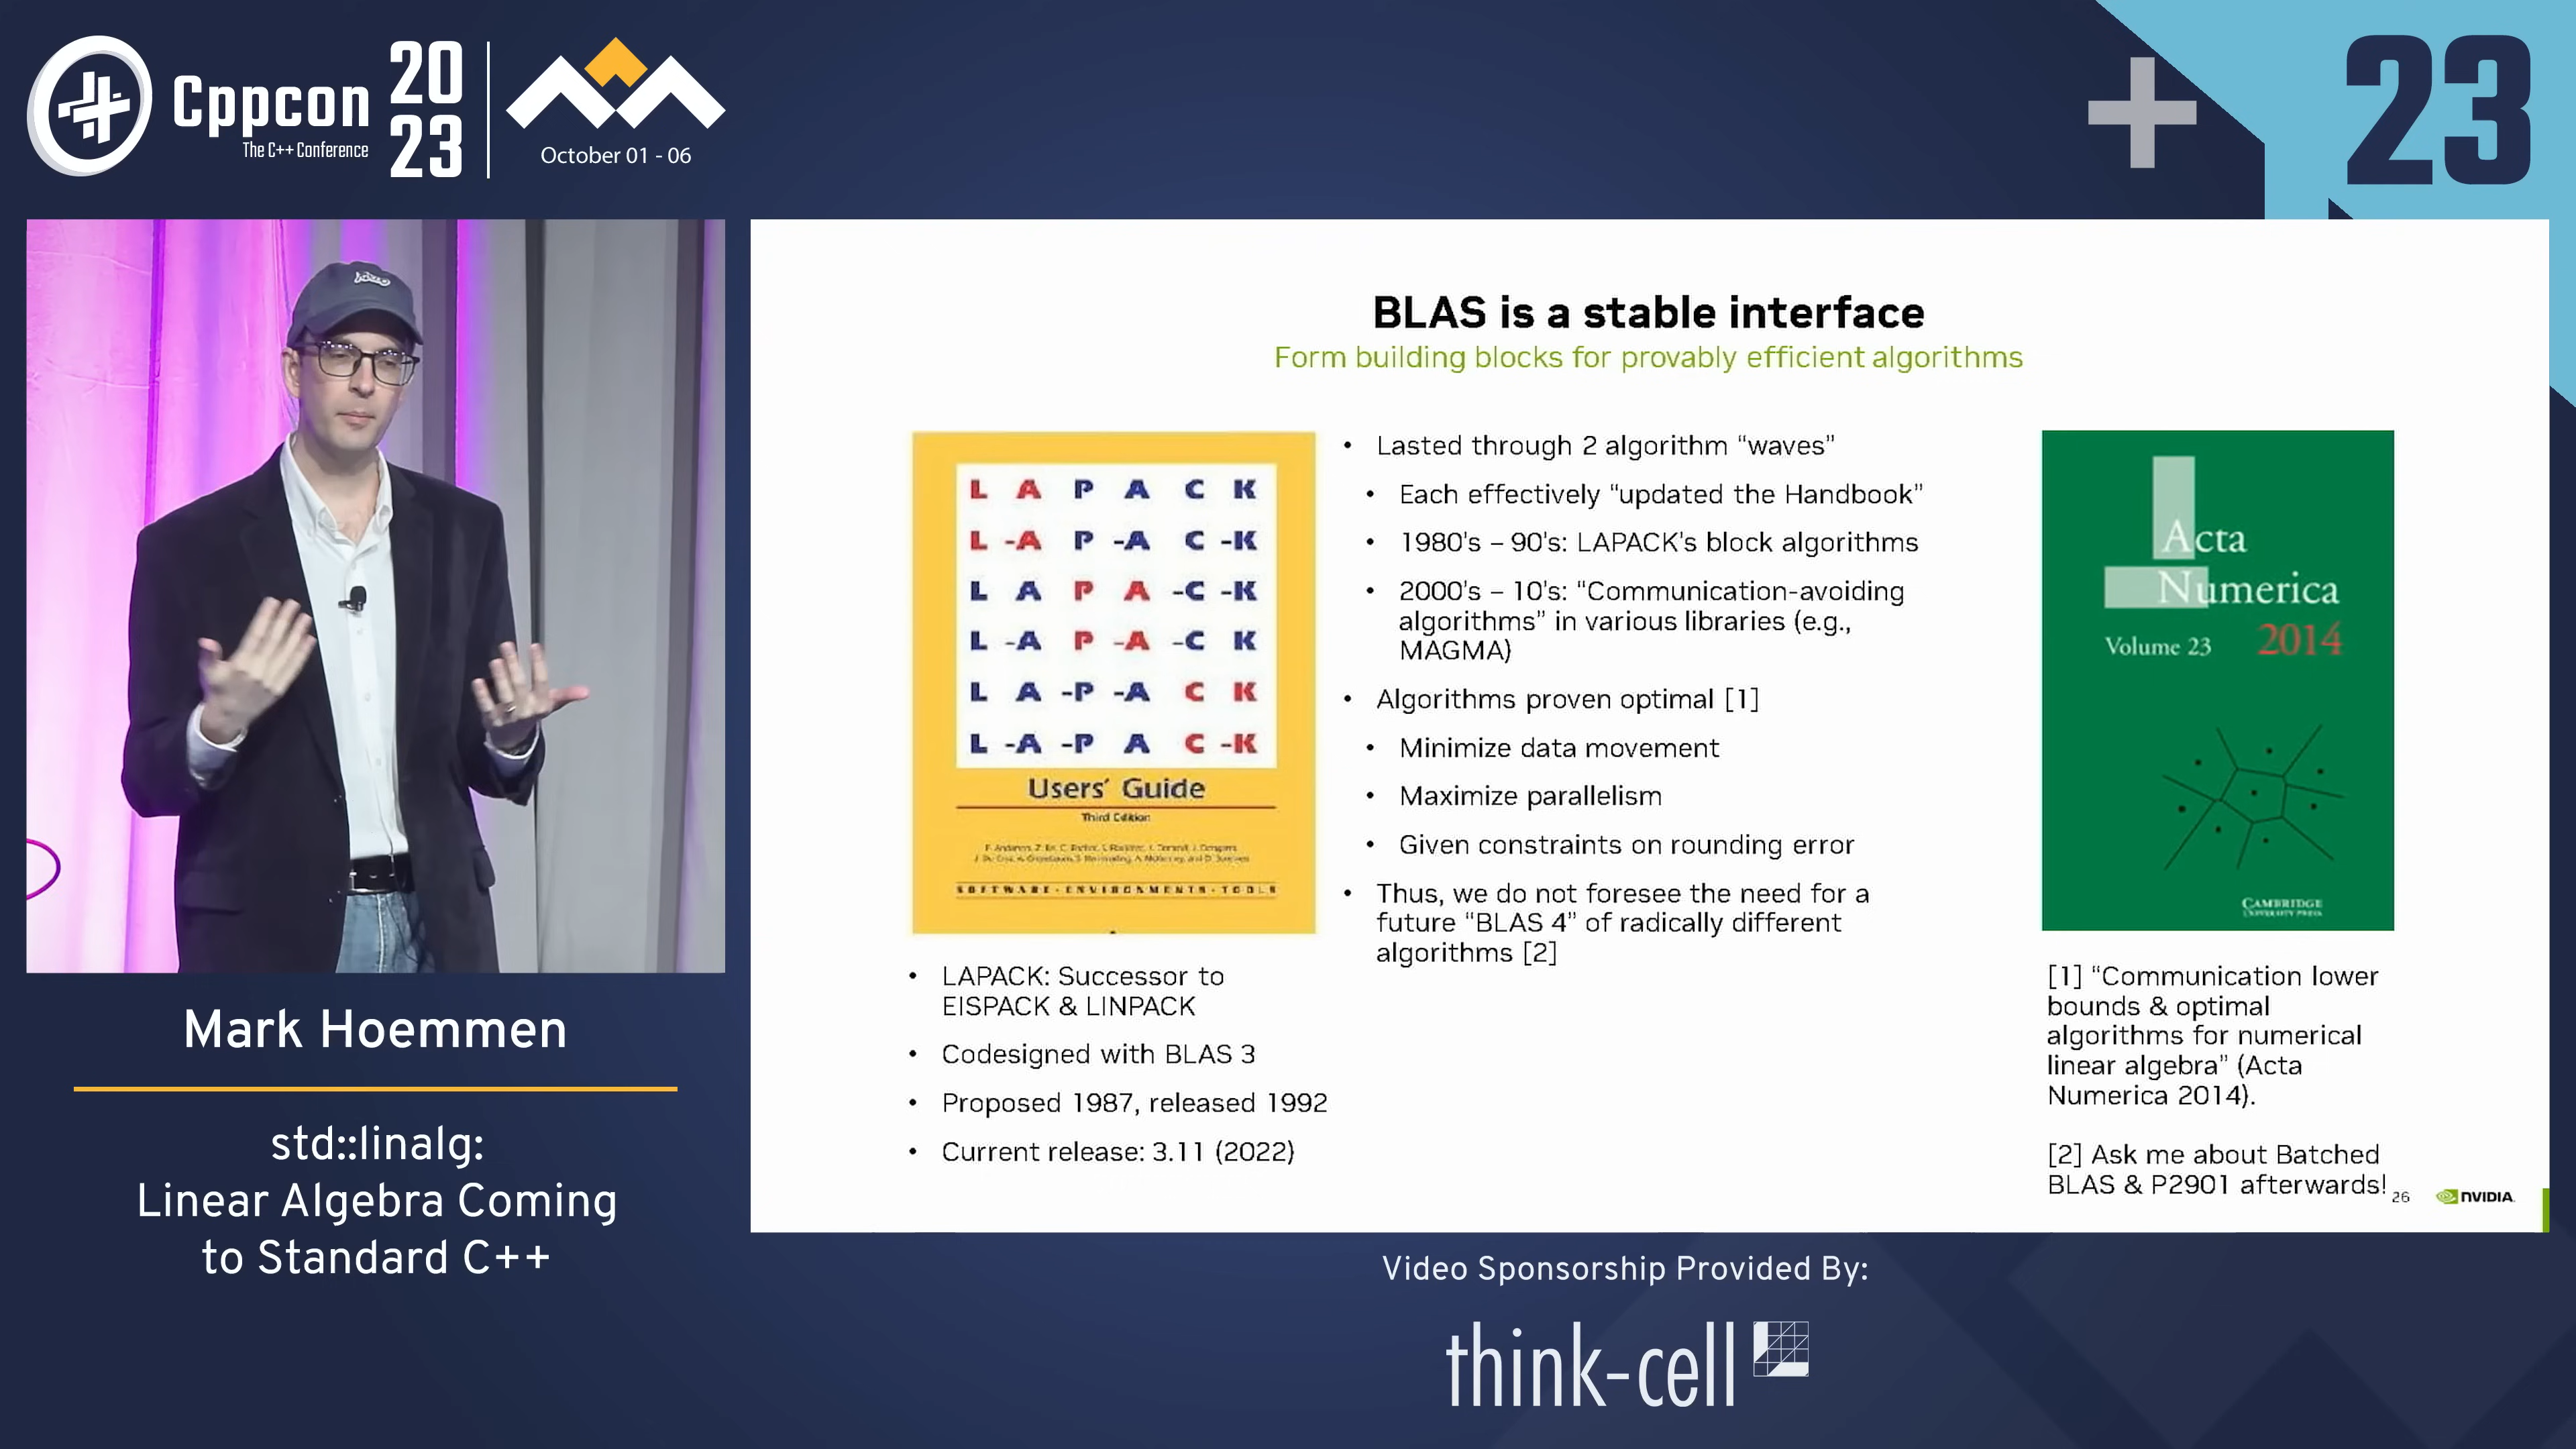 Cppcon
The C++ Conference
20
23
October 01 - 06
23
BLAS is a stable interface
Form building blocks for provably efficient algorithms
L A P A C K
L -A P -A C -K
L A P A -C -K
L -A P -A -C K
L A -P -A C K
L -A -P A C -K
Users' Guide
Third Edition
SOFTWARE · ENVIRONMENTS · TOOLS
• LAPACK: Successor to
EISPACK & LINPACK
• Codesigned with BLAS 3
• Proposed 1987, released 1992
• Current release: 3.11 (2022)
• Lasted through 2 algorithm “waves”
• Each effectively “updated the Handbook”
• 1980's – 90's: LAPACK's block algorithms
• 2000's – 10's: “Communication-avoiding
algorithms” in various libraries (e.g.,
MAGMA)
• Algorithms proven optimal [1]
• Minimize data movement
• Maximize parallelism
• Given constraints on rounding error
• Thus, we do not foresee the need for a
future “BLAS 4” of radically different
algorithms [2]
Acta
Numerica
Volume 23 2014
CAMBRIDGE
UNIVERSITY PRESS
[1] “Communication lower
bounds & optimal
algorithms for numerical
linear algebra” (Acta
Numerica 2014).
[2] Ask me about Batched
BLAS & P2901 afterwards!
26
NVIDIA.
Mark Hoemmen
std::linalg:
Linear Algebra Coming
to Standard C++
Video Sponsorship Provided By:
think-cell